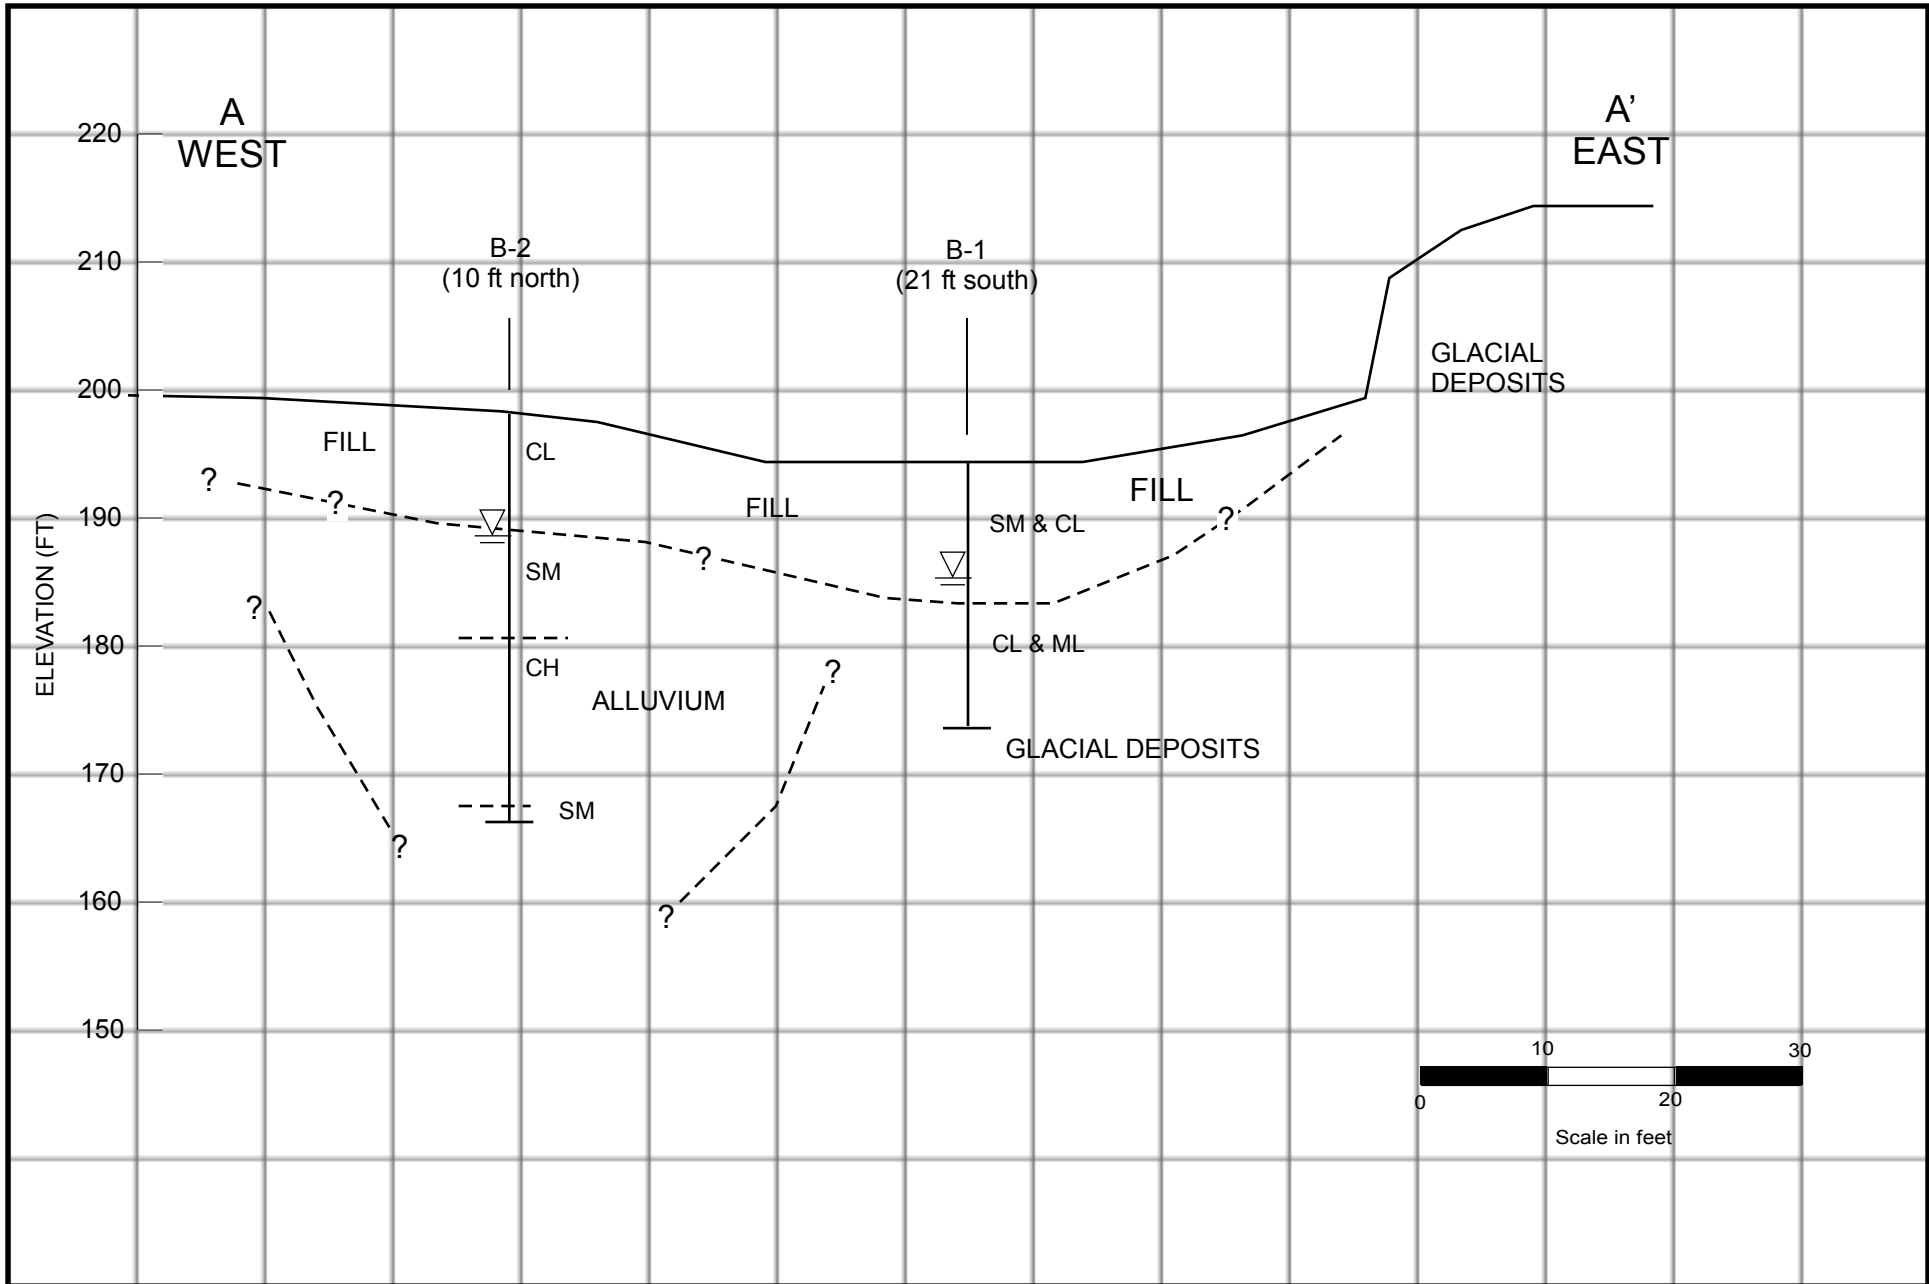 A
WEST
A’
EAST
220
B-2
(10 ft north)
B-1
(21 ft south)
210
GLACIAL
DEPOSITS
200
FILL
CL
?
?
FILL
FILL
190
SM & CL
?
?
ELEVATION (FT)
SM
?
180
CL & ML
CH
?
ALLUVIUM
GLACIAL DEPOSITS
170
SM
?
160
?
150
10
30
0
20
Scale in feet